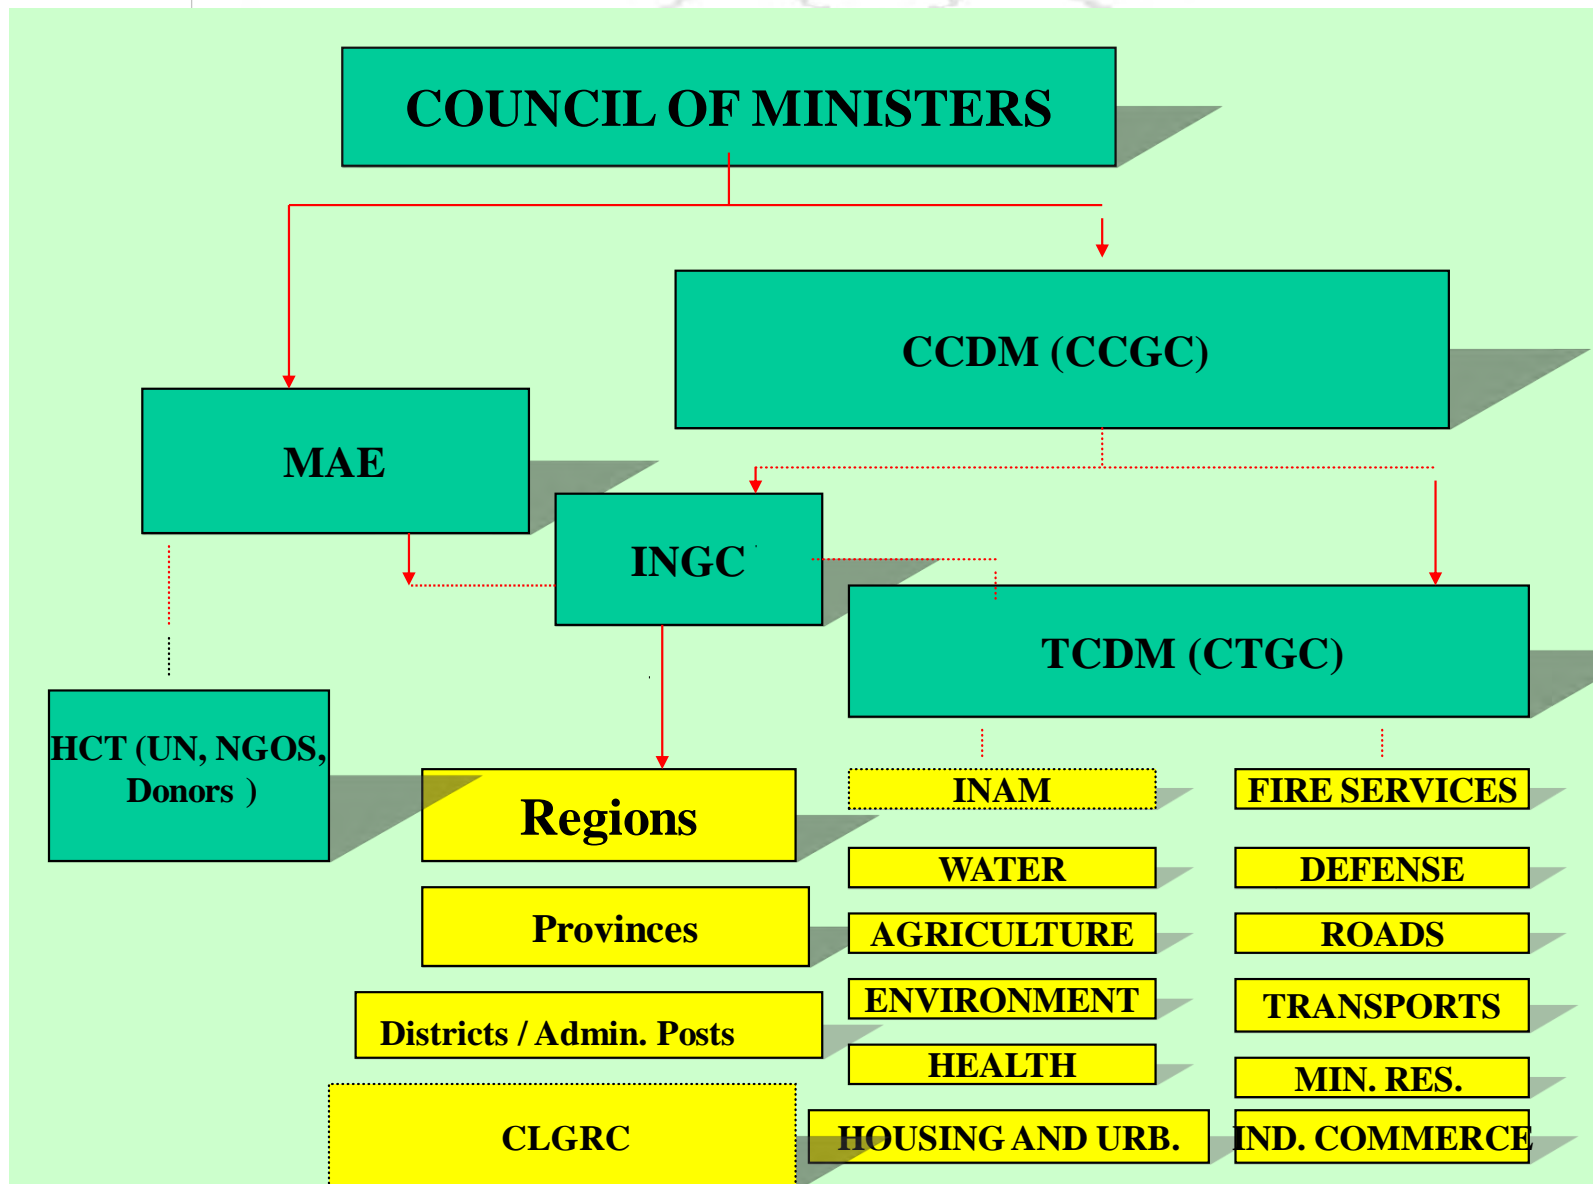 COUNCIL OF MINISTERS
CCDM (CCGC)
MAE
INGC
TCDM (CTGC)
HCT (UN, NGOS,
Donors )
Regions
Provinces
Districts / Admin. Posts
CLGRC
INAM
WATER
AGRICULTURE
ENVIRONMENT
HEALTH
HOUSING AND URB.
FIRE SERVICES
DEFENSE
ROADS
TRANSPORTS
MIN. RES.
IND. COMMERCE